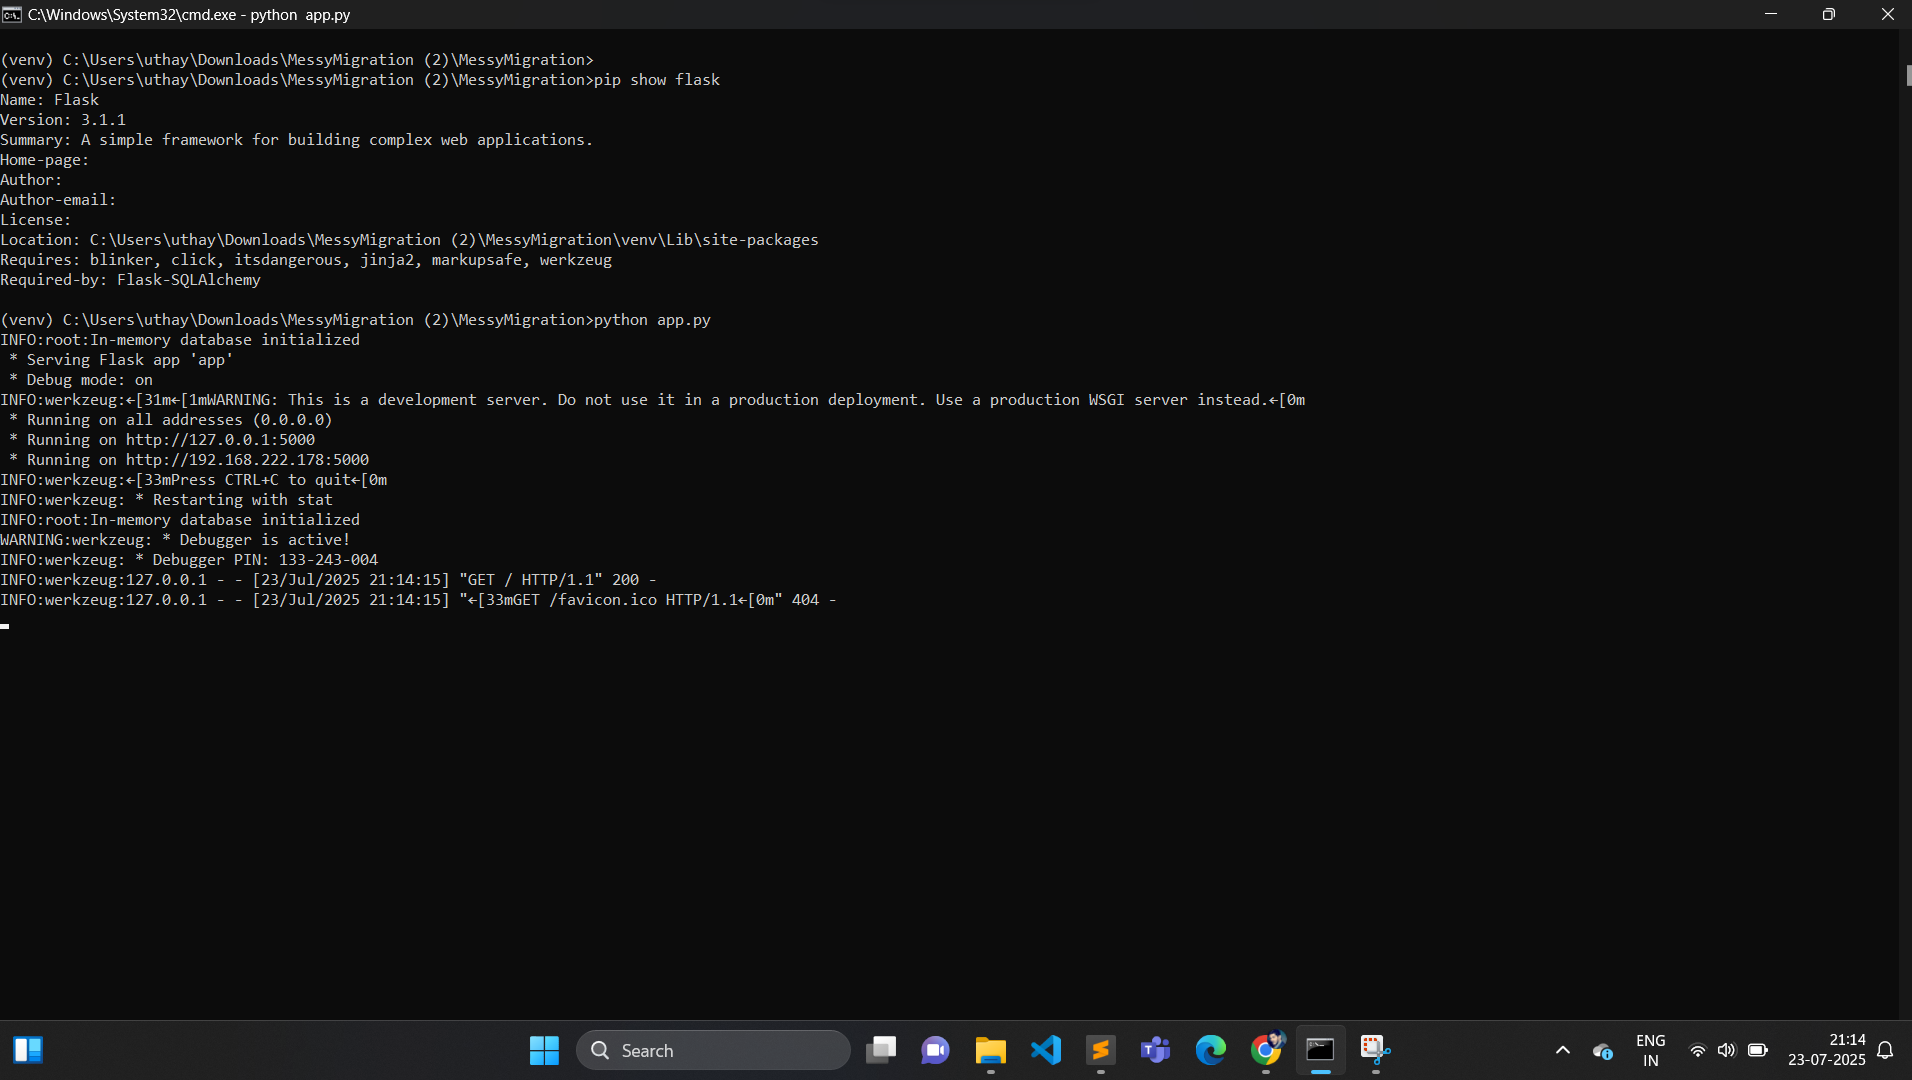 C:\Windows\System32\cmd.exe - python  app.py
(venv) C:\Users\uthay\Downloads\MessyMigration (2)\MessyMigration>
(venv) C:\Users\uthay\Downloads\MessyMigration (2)\MessyMigration>pip show flask
Name: Flask
Version: 3.1.1
Summary: A simple framework for building complex web applications.
Home-page:
Author:
Author-email:
License:
Location: C:\Users\uthay\Downloads\MessyMigration (2)\MessyMigration\venv\Lib\site-packages
Requires: blinker, click, itsdangerous, jinja2, markupsafe, werkzeug
Required-by: Flask-SQLAlchemy
(venv) C:\Users\uthay\Downloads\MessyMigration (2)\MessyMigration>python app.py
INFO:root:In-memory database initialized
 * Serving Flask app 'app'
 * Debug mode: on
INFO:werkzeug:←[31m←[1mWARNING: This is a development server. Do not use it in a production deployment. Use a production WSGI server instead.←[0m
 * Running on all addresses (0.0.0.0)
 * Running on http://127.0.0.1:5000
 * Running on http://192.168.222.178:5000
INFO:werkzeug:←[33mPress CTRL+C to quit←[0m
INFO:werkzeug: * Restarting with stat
INFO:root:In-memory database initialized
WARNING:werkzeug: * Debugger is active!
INFO:werkzeug: * Debugger PIN: 133-243-004
INFO:werkzeug:127.0.0.1 - - [23/Jul/2025 21:14:15] "GET / HTTP/1.1" 200 -
INFO:werkzeug:127.0.0.1 - - [23/Jul/2025 21:14:15] "←[33mGET /favicon.ico HTTP/1.1←[0m" 404 -
Search
ENG
IN
21:14
23-07-2025